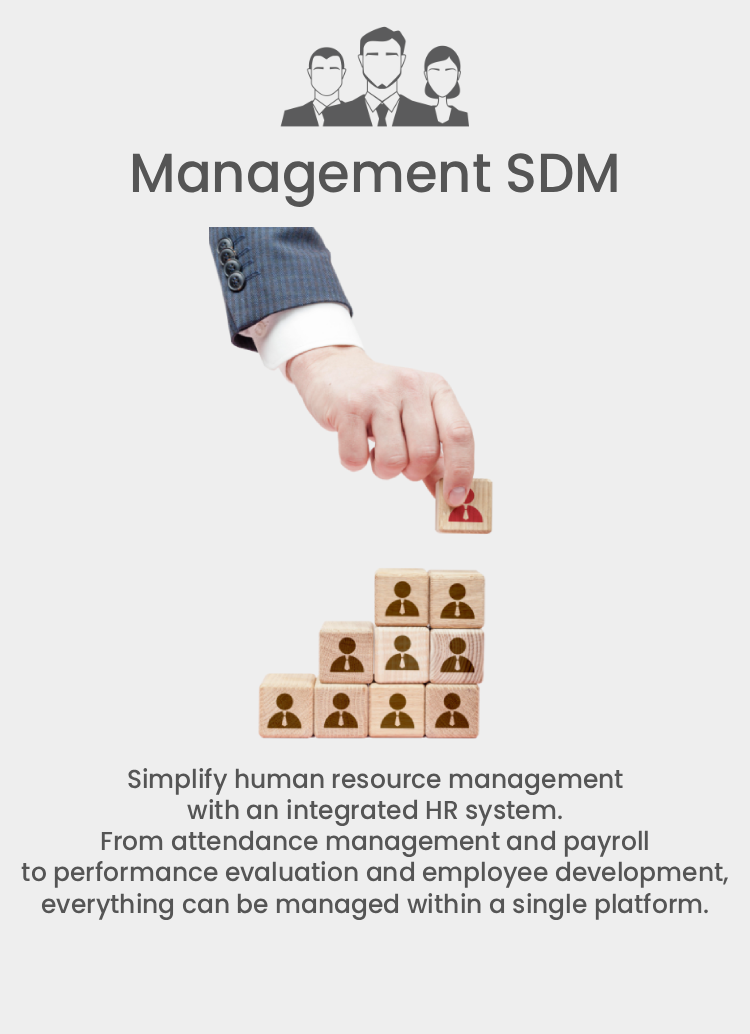 Management SDM
Simplify human resource management
with an integrated HR system.
From attendance management and payroll
to performance evaluation and employee development,
everything can be managed within a single platform.